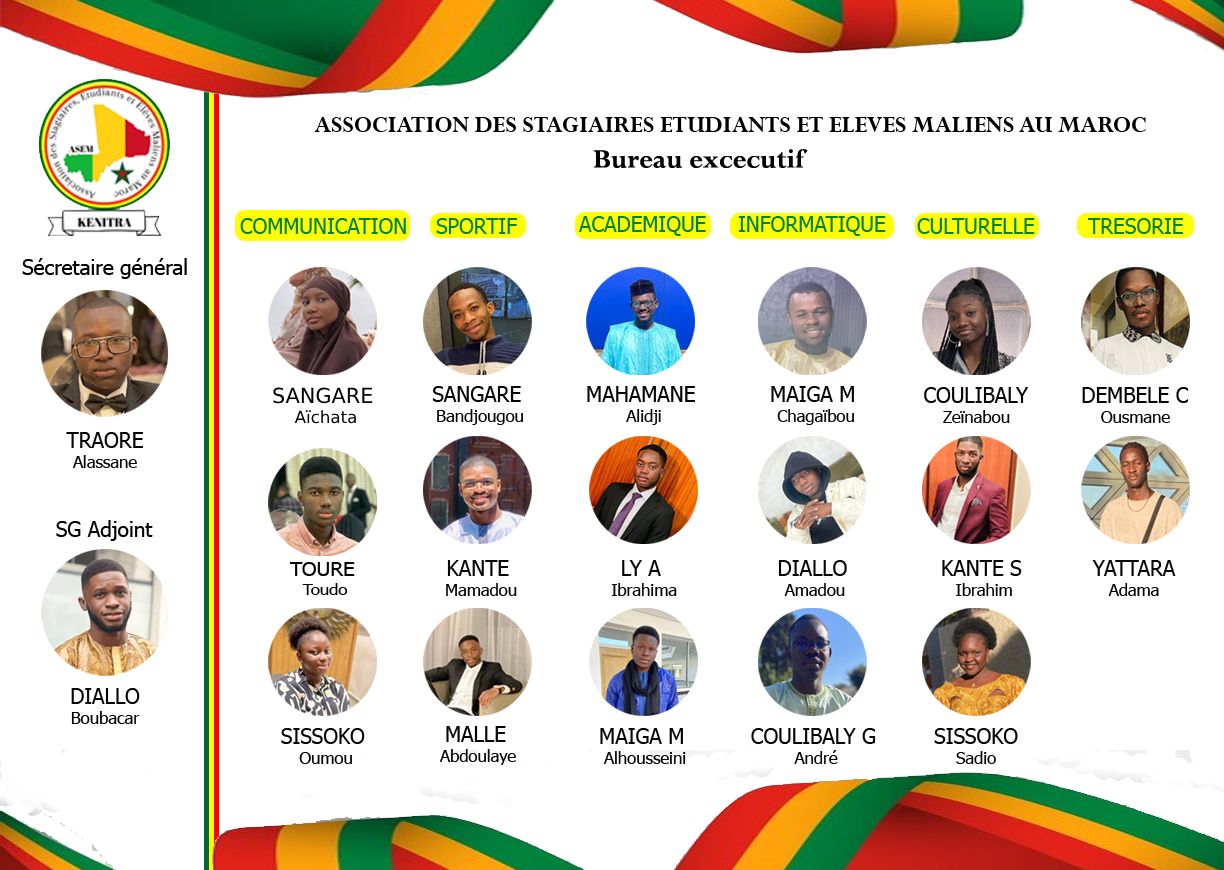 Association des Stagiaires, Etudiants et Elèves Maliens au Maroc
ASEM
KENITRA
ASSOCIATION DES STAGIAIRES ETUDIANTS ET ELEVES MALIENS AU MAROC
Bureau excecutif
Sécretaire général
TRAORE
Alassane
SG Adjoint
DIALLO
Boubacar
COMMUNICATION
SANGARE
Aïchata
TOURE
Toudo
SISSOKO
Oumou
SPORTIF
SANGARE
Bandjougou
KANTE
Mamadou
MALLE
Abdoulaye
ACADEMIQUE
MAHAMANE
Alidji
LY A
Ibrahima
MAIGA M
Alhousseini
INFORMATIQUE
MAIGA M
Chagaïbou
DIALLO
Amadou
COULIBALY G
André
CULTURELLE
COULIBALY
Zeïnabou
KANTE S
Ibrahim
SISSOKO
Sadio
TRESORIE
DEMBELE C
Ousmane
YATTARA
Adama